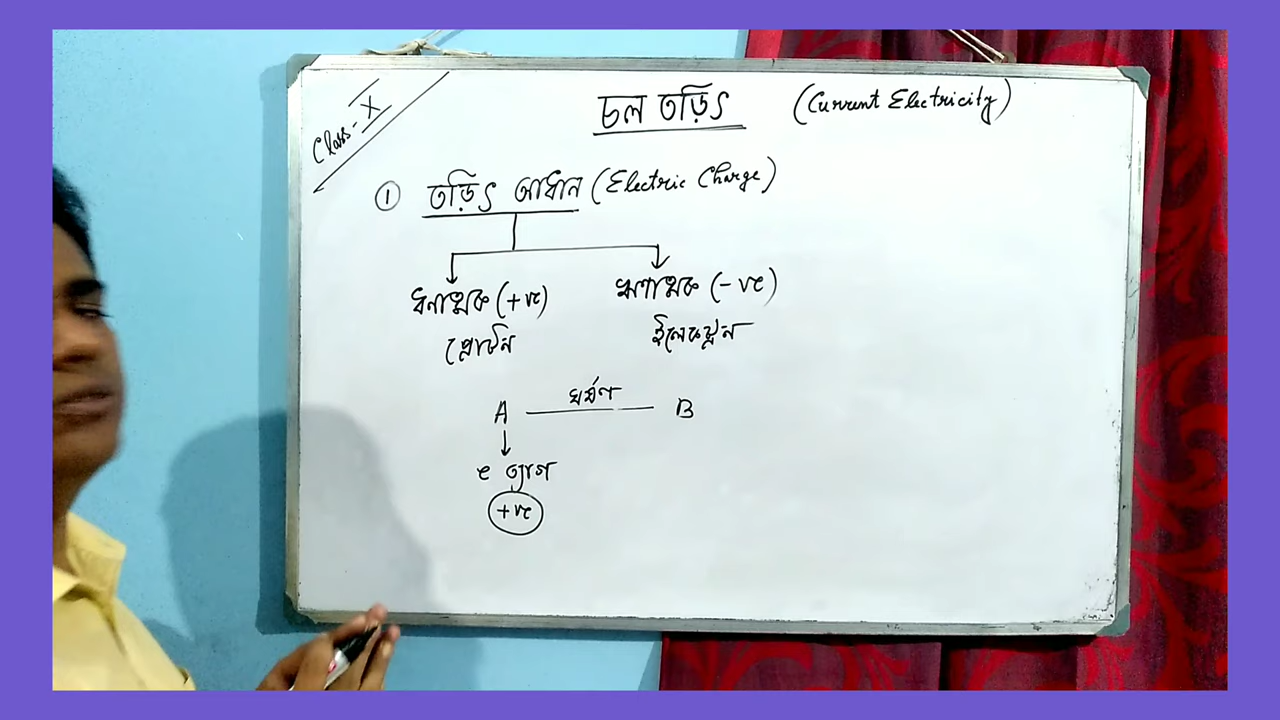 Class - X
চল তড়িৎ (Current Electricity)
① তড়িৎ আধান (Electric Charge)
ধনাত্মক (+ve) ঋণাত্মক (- ve)
প্রোটন ইলেকট্রন
A ঘর্ষণ B
e ত্যাগ
+ve